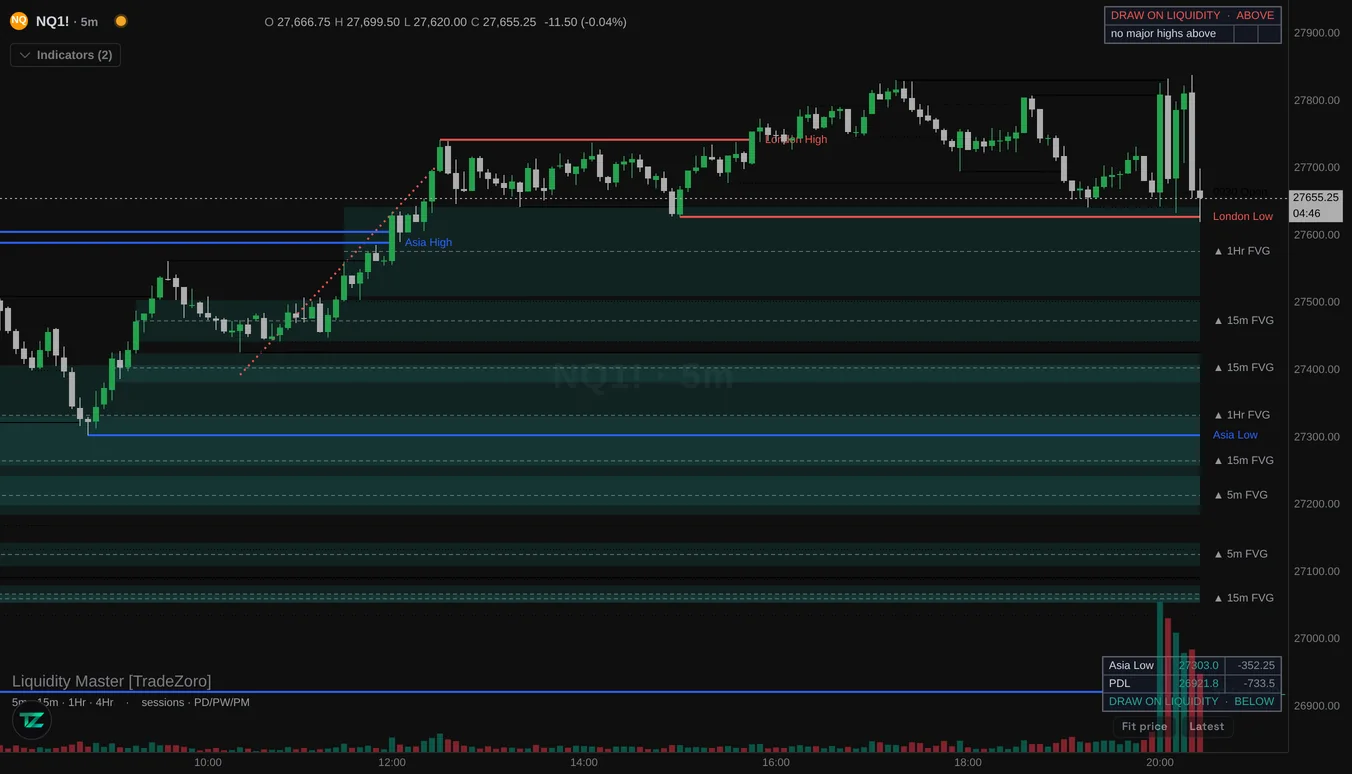 NQ NQ1! · 5m
O 27,666.75 H 27,699.50 L 27,620.00 C 27,655.25 -11.50 (-0.04%)
Indicators (2)
DRAW ON LIQUIDITY · ABOVE
no major highs above
27900.00
27800.00
London High
27700.00
27655.25
04:46
London Low
27600.00
Asia High
▲ 1Hr FVG
27500.00
▲ 15m FVG
27400.00
▲ 15m FVG
NQ1! · 5m
▲ 1Hr FVG
27300.00
Asia Low
▲ 15m FVG
▲ 5m FVG
27200.00
▲ 5m FVG
27100.00
▲ 15m FVG
27000.00
Asia Low 27303.0 -352.25
PDL 26921.8 -733.5
DRAW ON LIQUIDITY · BELOW
26900.00
Liquidity Master [TradeZoro]
5m · 15m · 1Hr · 4Hr · sessions · PD/PW/PM
TZ
Fit price Latest
10:00 12:00 14:00 16:00 18:00 20:00